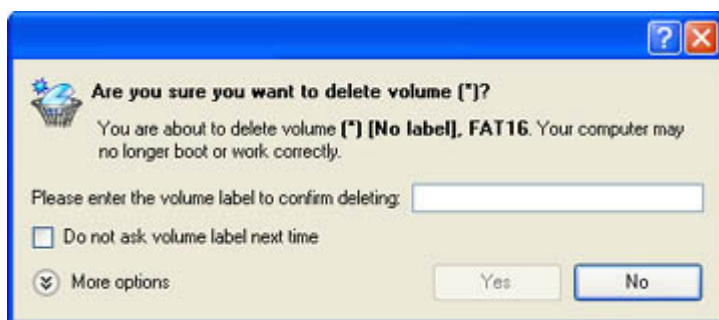 Are you sure you want to delete volume (*)?
You are about to delete volume (*) [No label], FAT16. Your computer may
no longer boot or work correctly.
Please enter the volume label to confirm deleting:
Do not ask volume label next time
More options
Yes
No